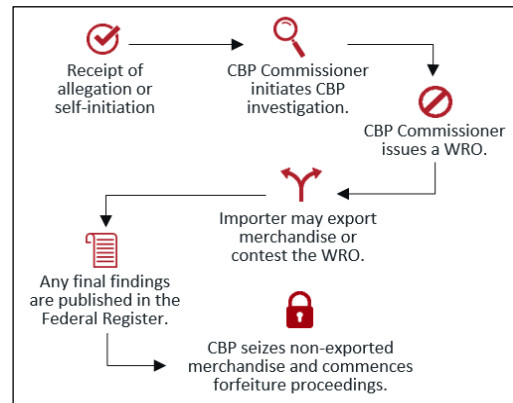 Receipt of
allegation or
self-initiation
CBP Commissioner
initiates CBP
investigation.
CBP Commissioner
issues a WRO.
Importer may export
merchandise or
contest the WRO.
Any final findings
are published in the
Federal Register.
CBP seizes non-exported
merchandise and commences
forfeiture proceedings.